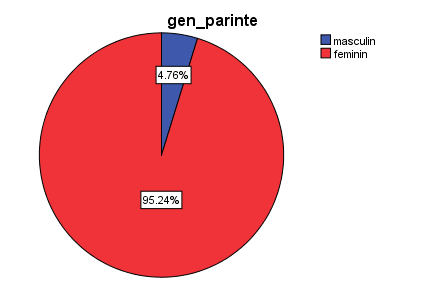 gen_parinte
masculin
feminin
4.76%
95.24%